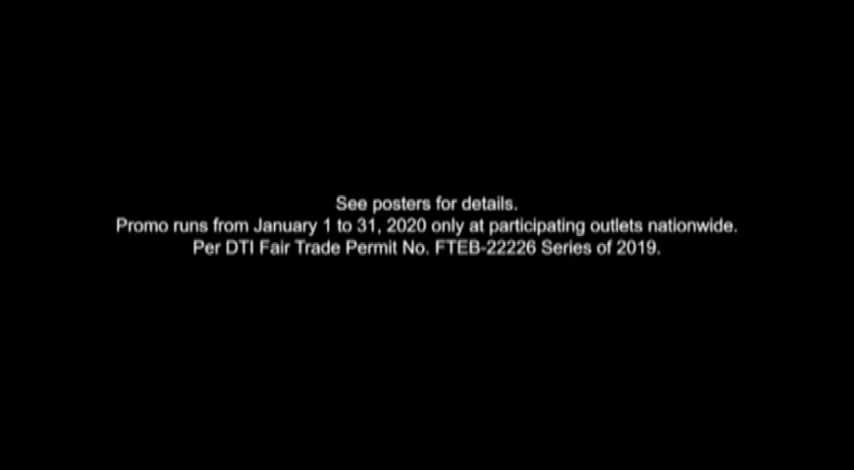 See posters for details.
Promo runs from January 1 to 31, 2020 only at participating outlets nationwide.
Per DTI Fair Trade Permit No. FTEB-22226 Series of 2019.